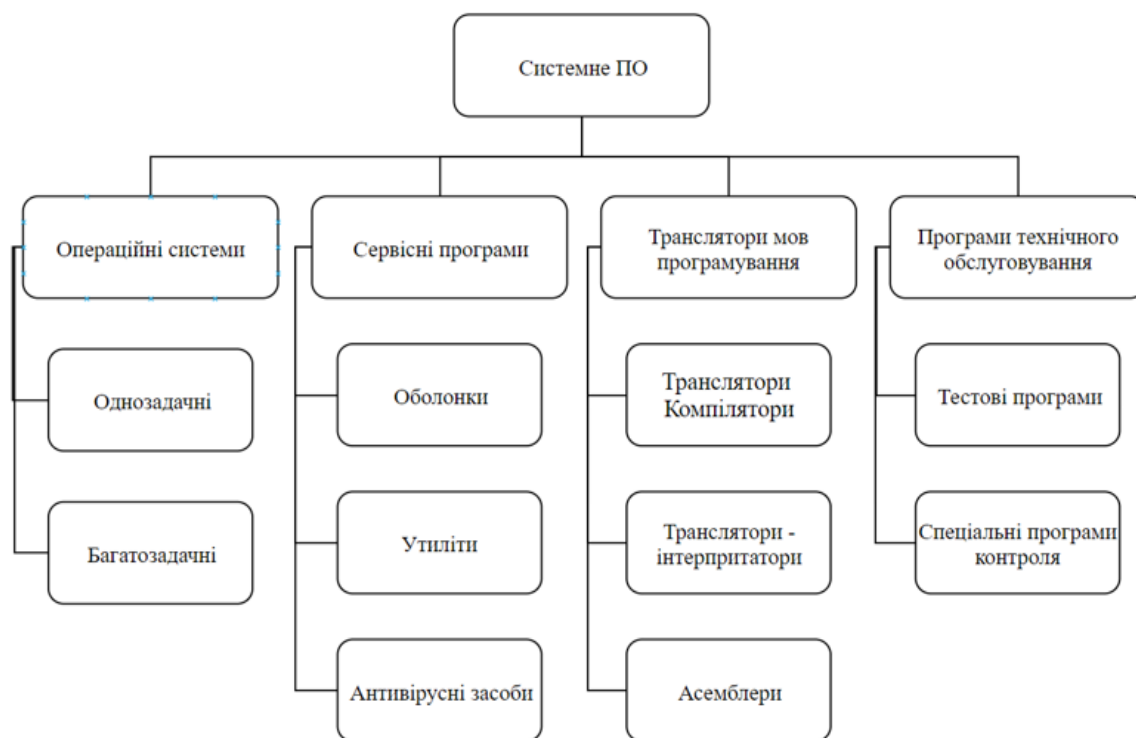 Системне ПО
Операційні системи
Сервісні програми
Транслятори мов
програмування
Програми технічного
обслуговування
Однозадачні
Оболонки
Транслятори
Компілятори
Тестові програми
Багатозадачні
Утиліти
Транслятори -
інтерпритатори
Спеціальні програми
контроля
Антивірусні засоби
Асемблери